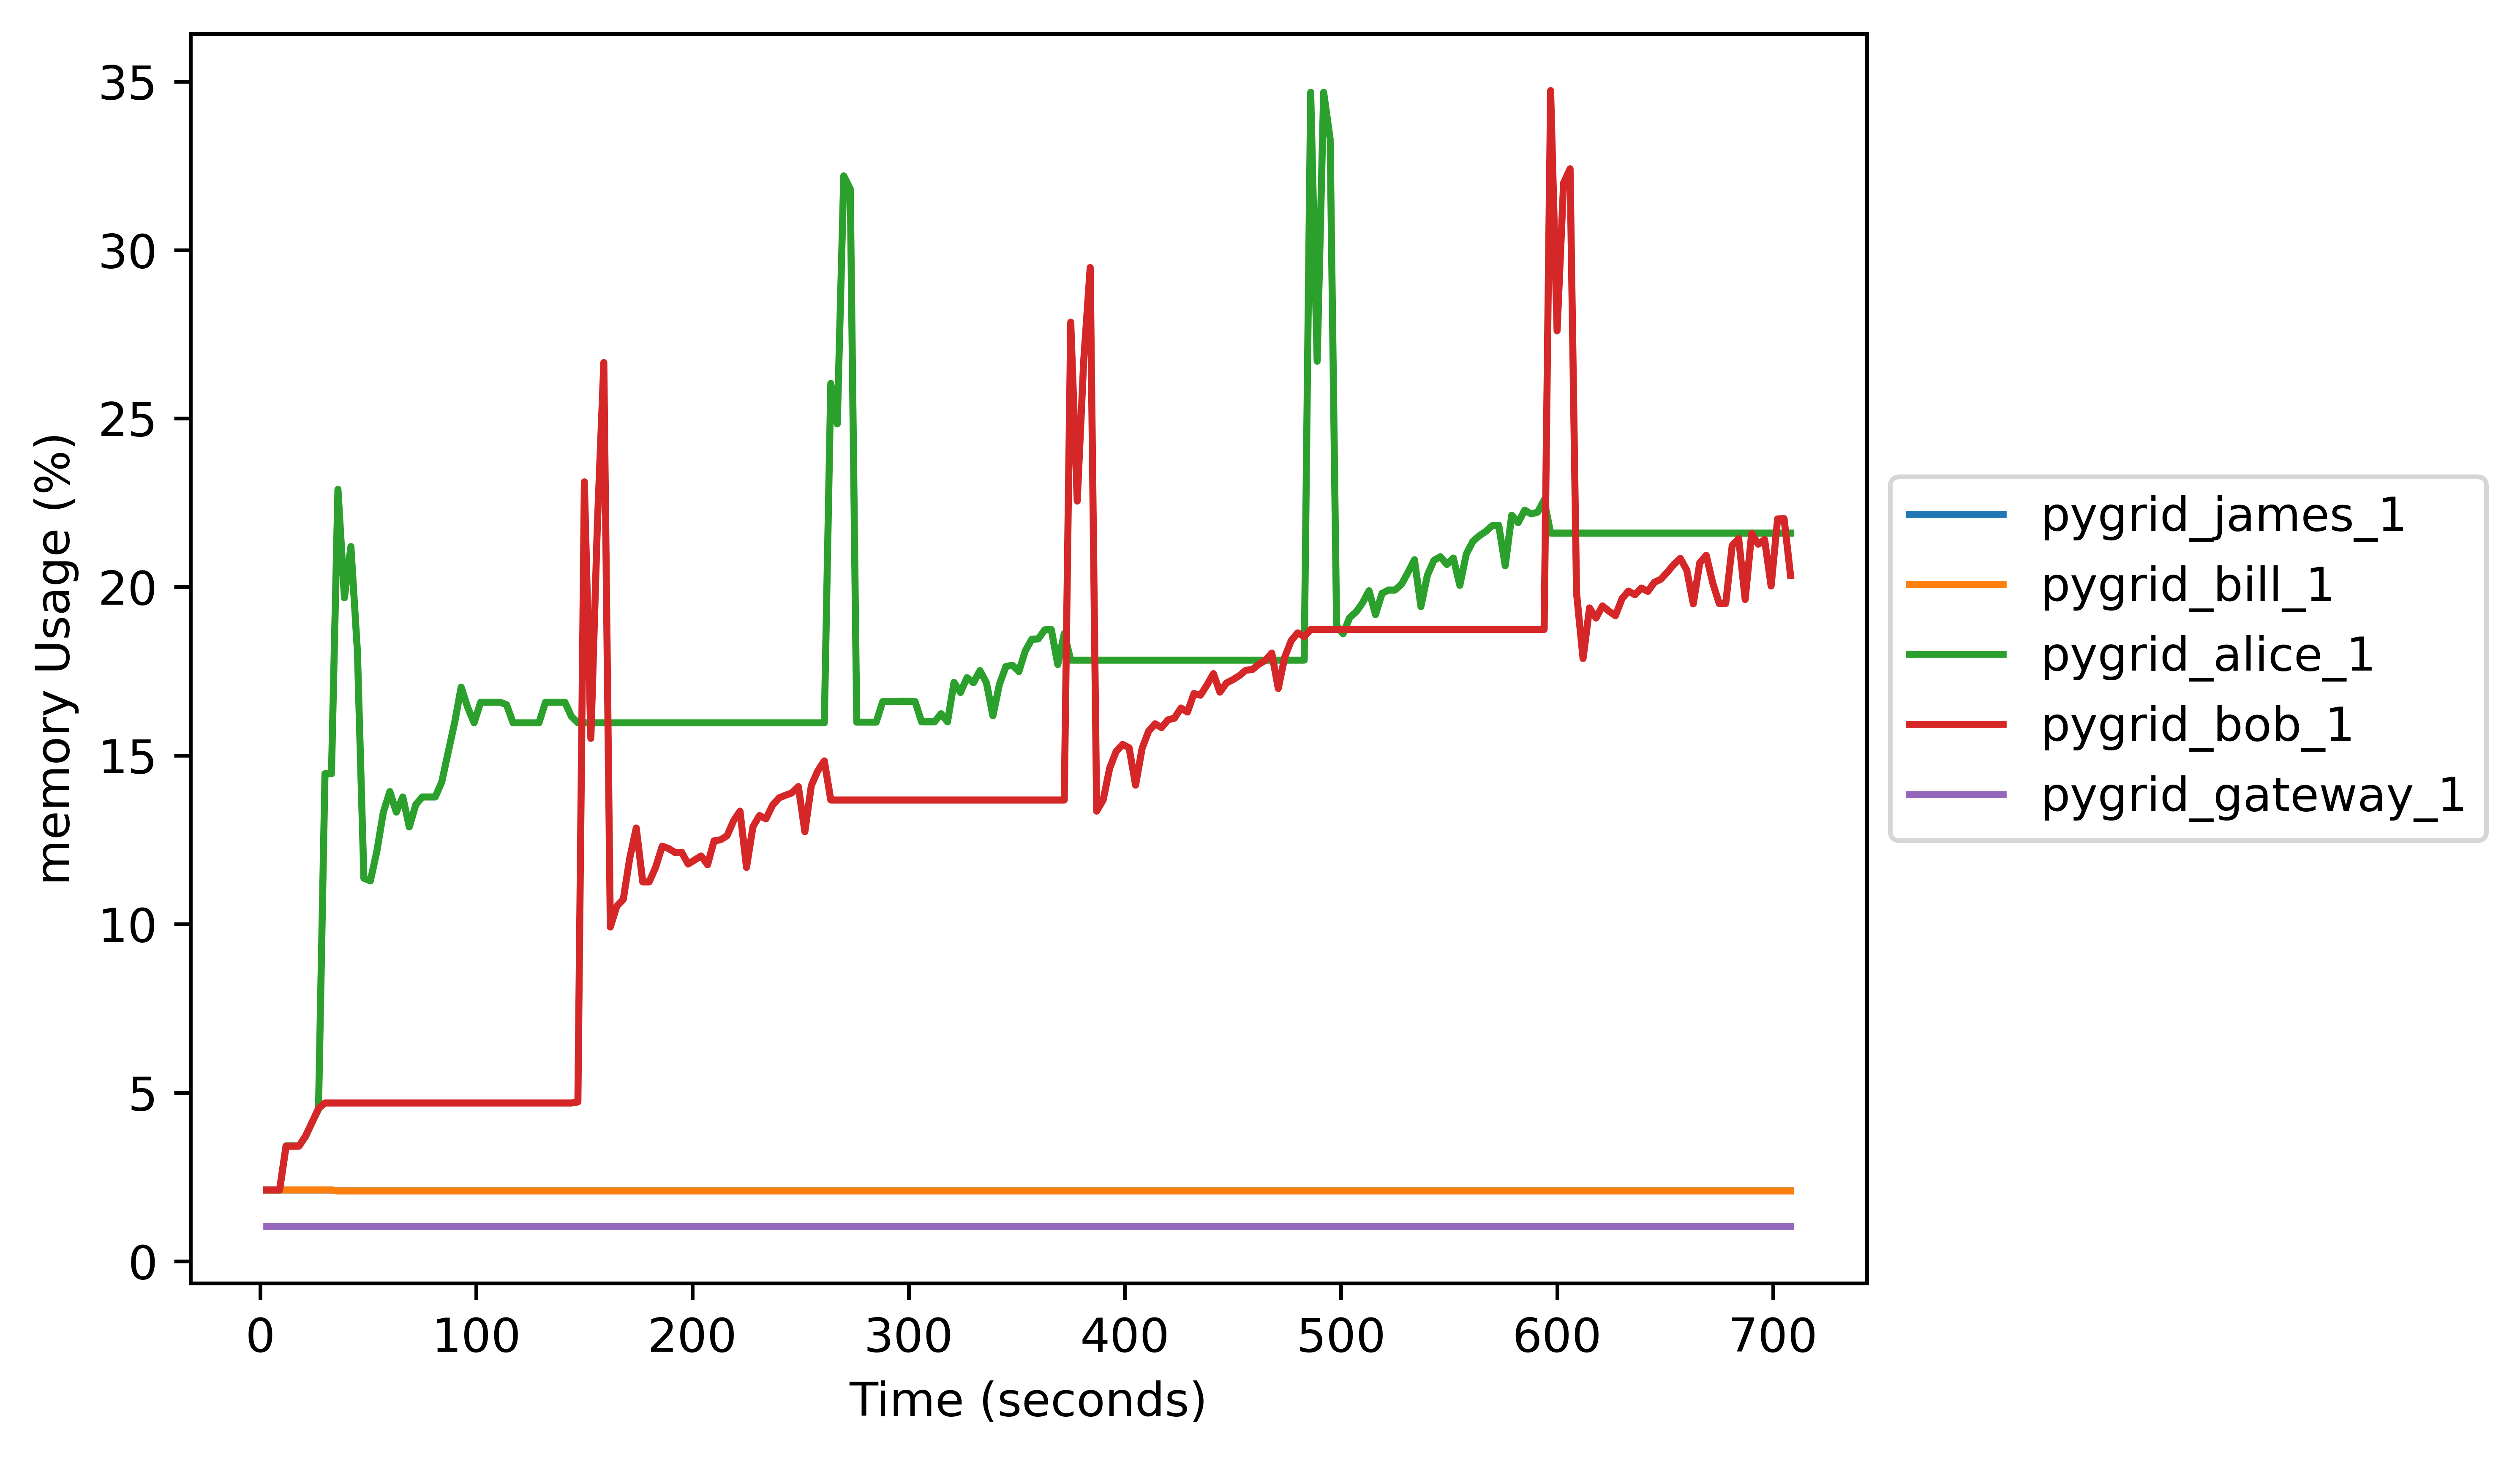 35
30
25
20
15
10
5
0
memory Usage (%)
0 100 200 300 400 500 600 700
Time (seconds)
pygrid_james_1
pygrid_bill_1
pygrid_alice_1
pygrid_bob_1
pygrid_gateway_1